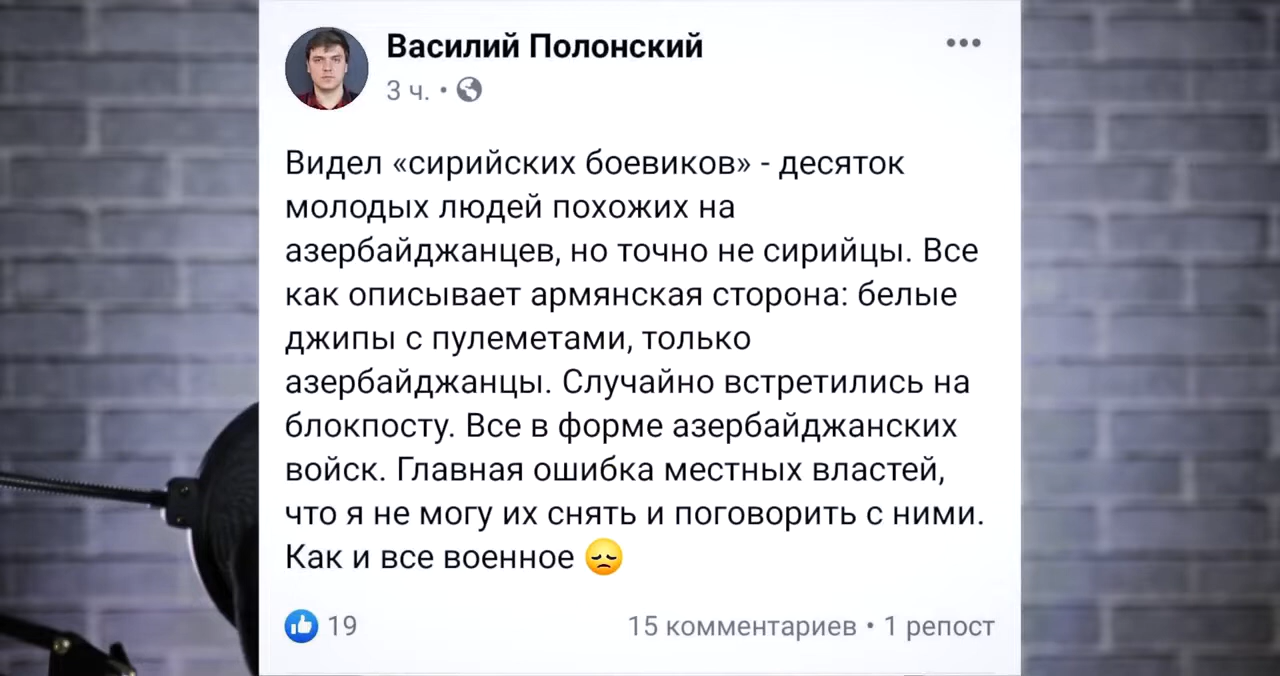 Василий Полонский
3 ч.
Видел «сирийских боевиков» - десяток
молодых людей похожих на
азербайджанцев, но точно не сирийцы. Все
как описывает армянская сторона: белые
джипы с пулеметами, только
азербайджанцы. Случайно встретились на
блокпосту. Все в форме азербайджанских
войск. Главная ошибка местных властей,
что я не могу их снять и поговорить с ними.
Как и все военное 😞
19 15 комментариев • 1 репост